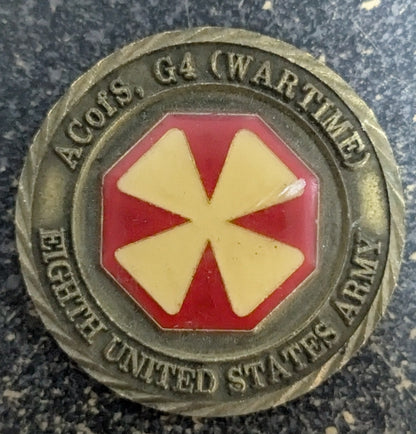 ACofS, G4 (WARTIME)
EIGHTH UNITED STATES ARMY